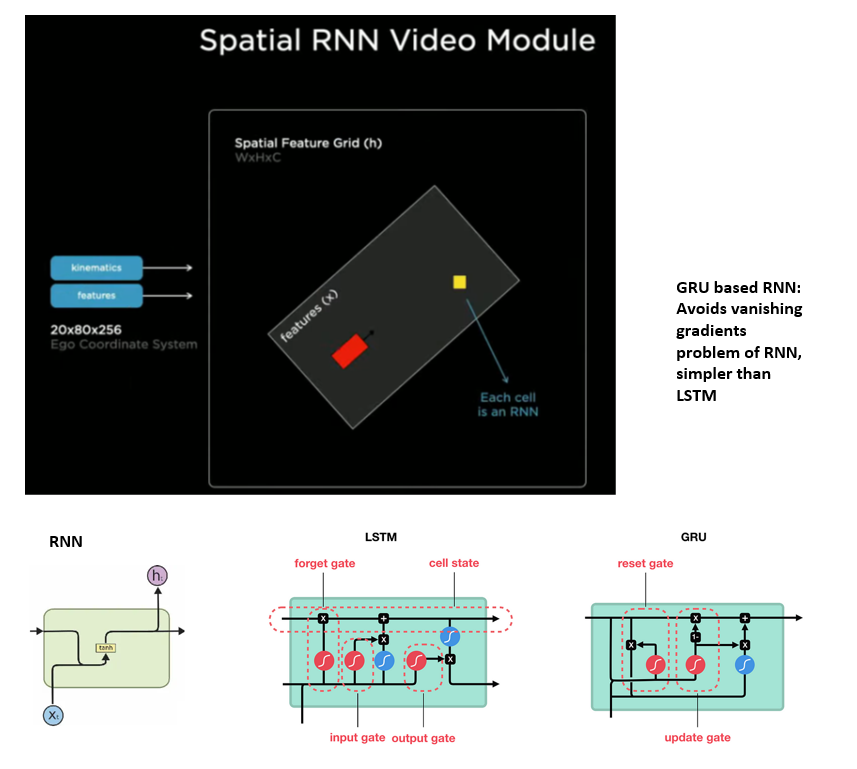 Spatial RNN Video Module
Spatial Feature Grid (h)
WxHxC
kinematics
features
20x80x256
Ego Coordinate System
features (x)
Each cell
is an RNN
GRU based RNN:
Avoids vanishing
gradients
problem of RNN,
simpler than
LSTM
RNN
hₜ
tanh
Xₜ
LSTM
forget gate
cell state
x
+
x
x
input gate
output gate
GRU
reset gate
x
+
1-
x
x
update gate